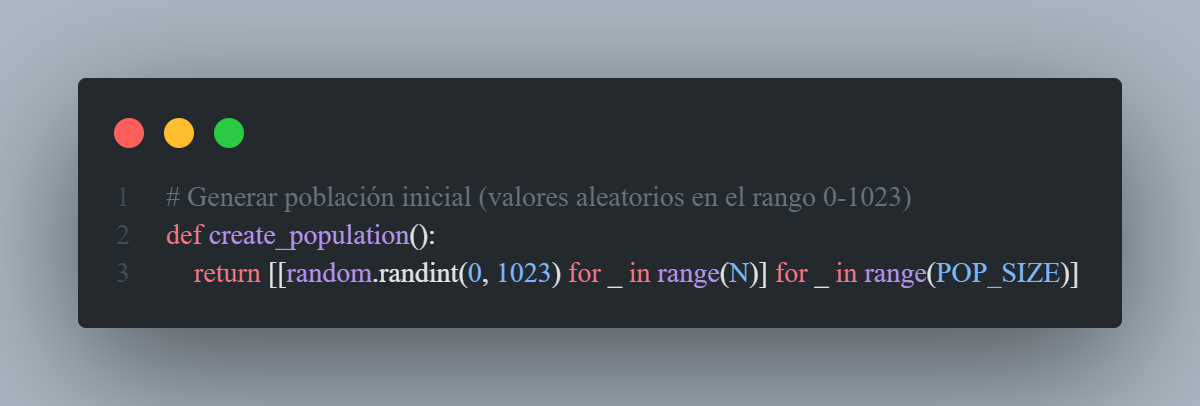 1 # Generar población inicial (valores aleatorios en el rango 0-1023)
2 def create_population():
3 return [[random.randint(0, 1023) for _ in range(N)] for _ in range(POP_SIZE)]